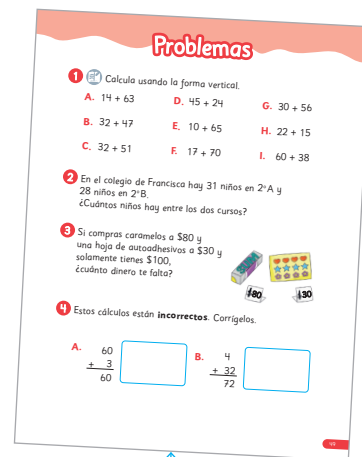 Problemas
1 Calcula usando la forma vertical.
A. 14 + 63 D. 45 + 24 G. 30 + 56
B. 32 + 47 E. 10 + 65 H. 22 + 15
C. 32 + 51 F. 17 + 70 I. 60 + 38
2 En el colegio de Francisca hay 31 niños en 2°A y
28 niños en 2°B.
¿Cuántos niños hay entre los dos cursos?
3 Si compras caramelos a $80 y
una hoja de autoadhesivos a $30 y
solamente tienes $100,
¿cuánto dinero te falta?
$80 $30
4 Estos cálculos están incorrectos. Corrígelos.
A. 60
+ 3
60
B. 4
+ 32
72
49